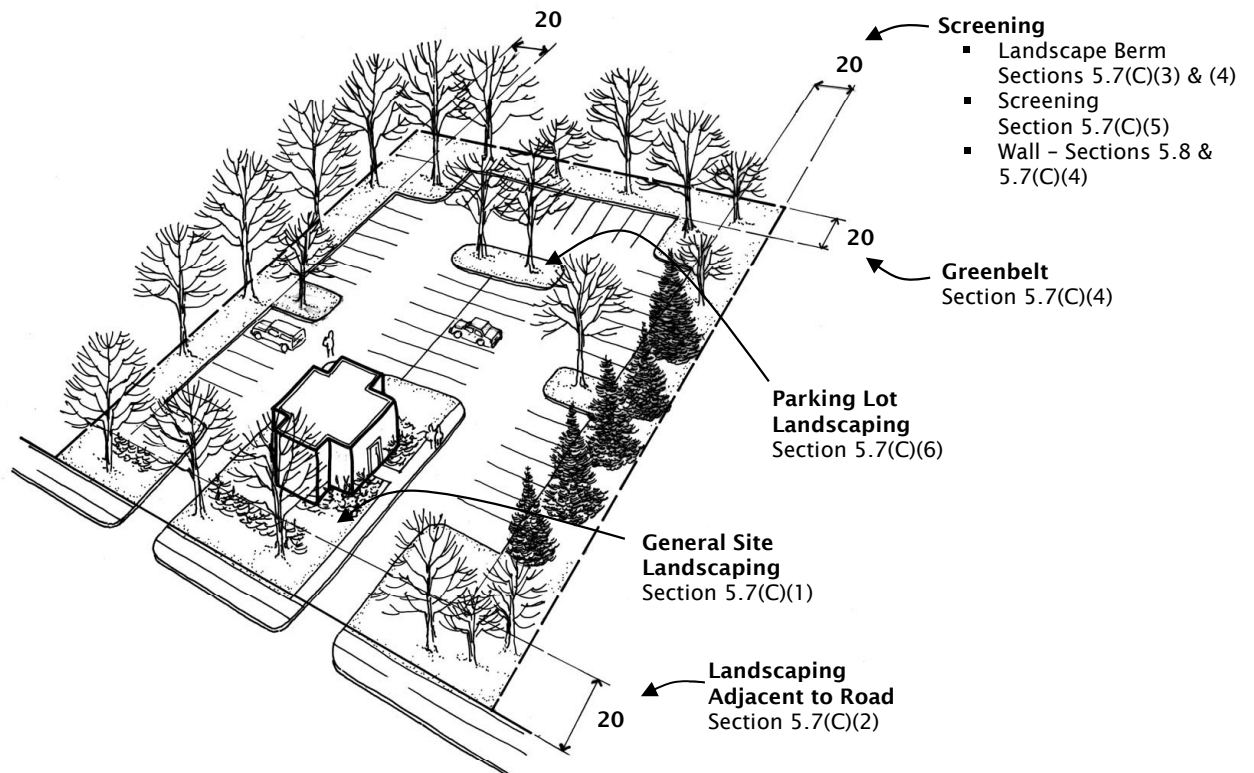 20
Screening
▪ Landscape Berm
Sections 5.7(C)(3) & (4)
▪ Screening
Section 5.7(C)(5)
▪ Wall – Sections 5.8 &
5.7(C)(4)
20
20
Greenbelt
Section 5.7(C)(4)
Parking Lot
Landscaping
Section 5.7(C)(6)
General Site
Landscaping
Section 5.7(C)(1)
Landscaping
Adjacent to Road
Section 5.7(C)(2)
20